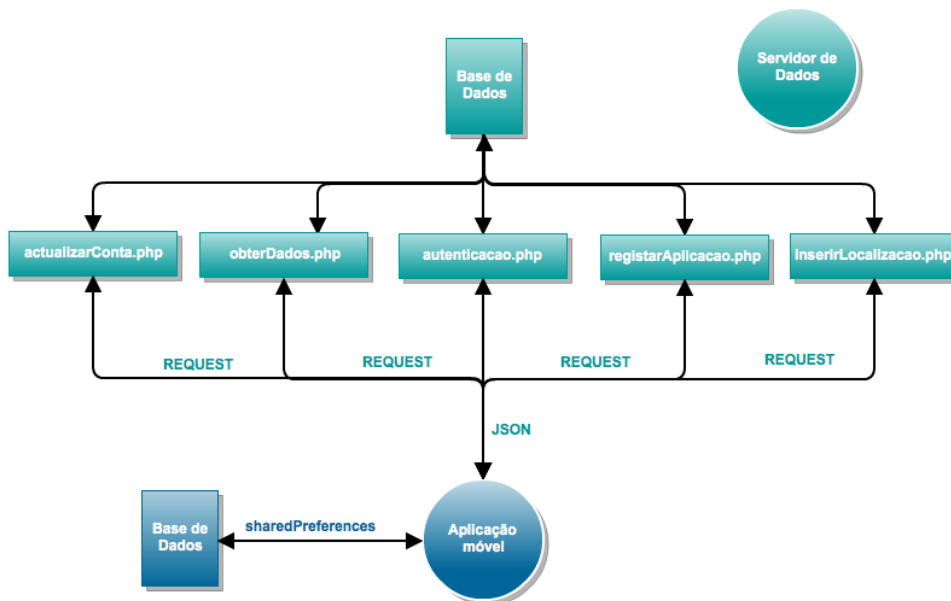 Base de
Dados
Servidor de
Dados
actualizarConta.php
obterDados.php
autenticacao.php
registarAplicacao.php
inserirLocalizacao.php
REQUEST
REQUEST
REQUEST
REQUEST
JSON
Base de
Dados
sharedPreferences
Aplicação
móvel